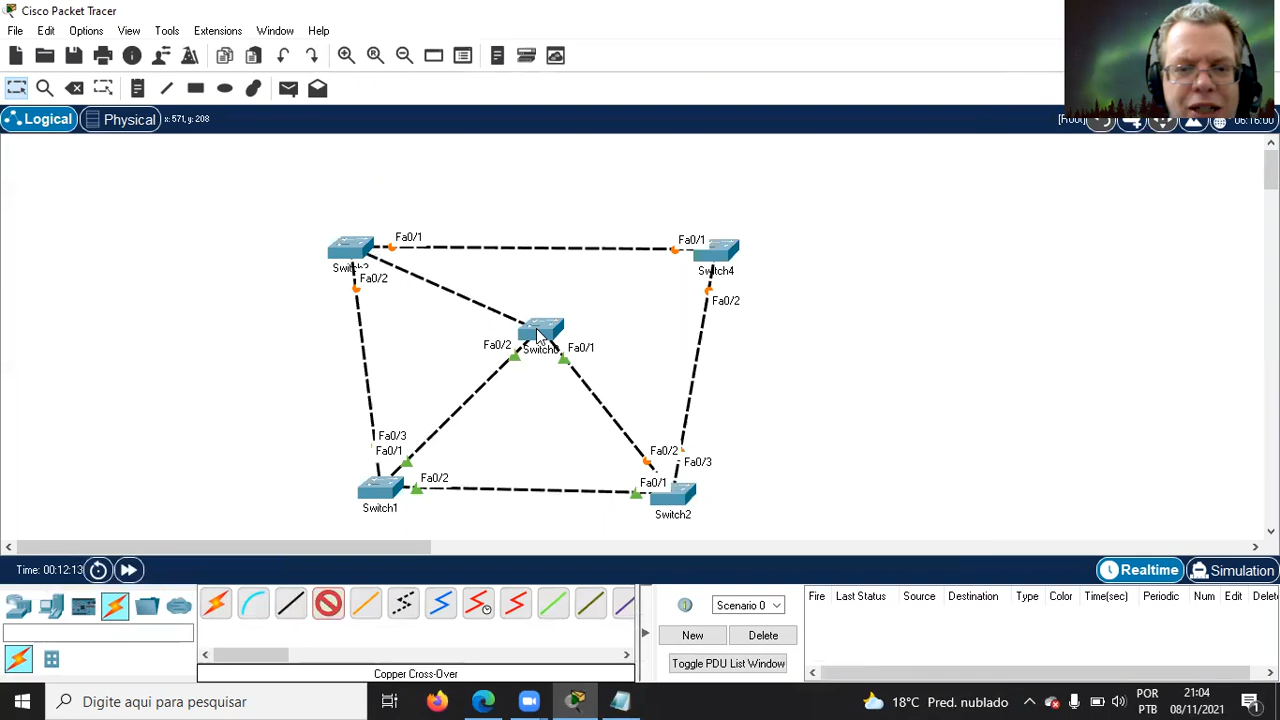 Cisco Packet Tracer
File Edit Options View Tools Extensions Window Help
Logical Physical x: 571, y: 208
06:16:00
Fa0/1 Fa0/1
Switch4
Fa0/2
Fa0/2
Fa0/2 Fa0/1
Fa0/3
Fa0/1
Fa0/2
Fa0/3
Fa0/2
Fa0/1
Switch1
Switch2
Time: 00:12:13 Realtime Simulation
Scenario 0
Fire Last Status Source Destination Type Color Time(sec) Periodic Num Edit
New Delete
Toggle PDU List Window
Copper Cross-Over
Digite aqui para pesquisar
18°C Pred. nublado
POR
PTB
21:04
08/11/2021